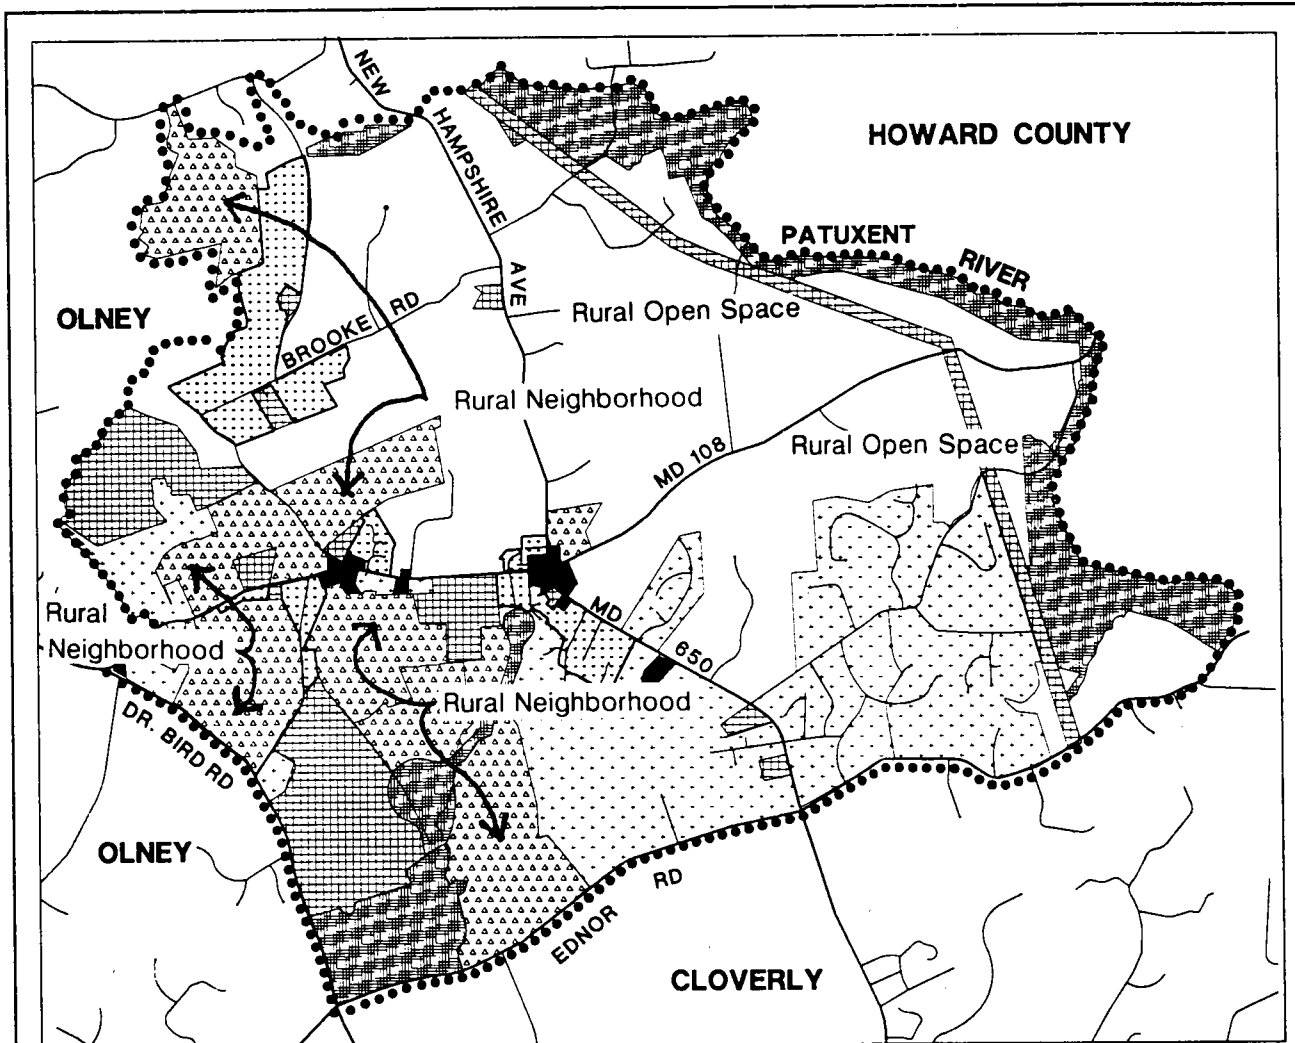 NEW
HAMPSHIRE
AVE
HOWARD COUNTY
PATUXENT
RIVER
OLNEY
BROOKE RD
Rural Open Space
Rural Neighborhood
MD 108
Rural Open Space
Rural
Neighborhood
MD
650
Rural Neighborhood
DR. BIRD RD
OLNEY
EDNOR
RD
CLOVERLY